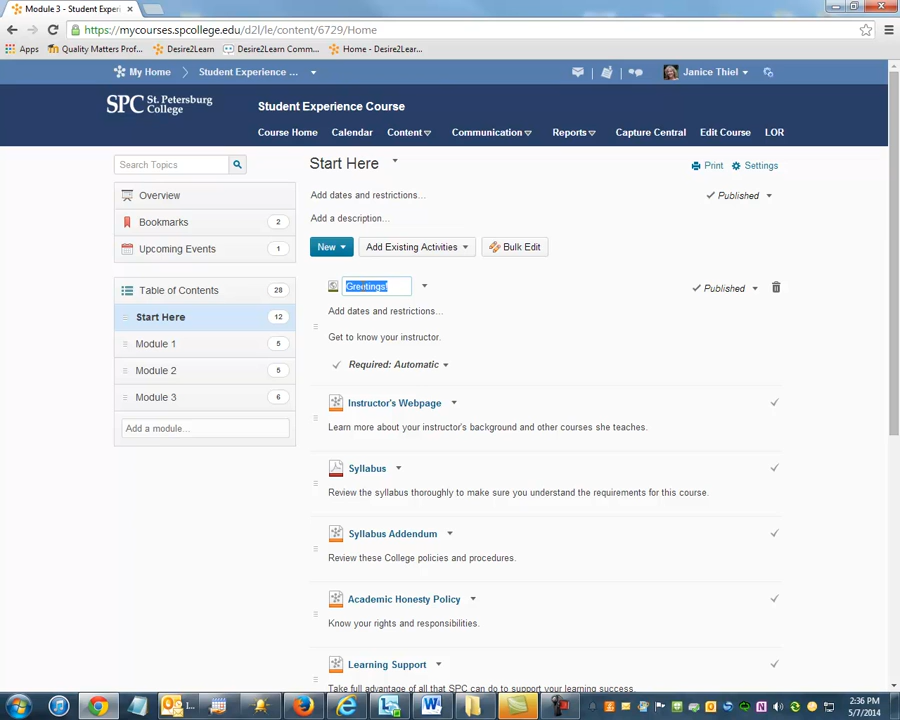 Module 3 - Student Experi
https://mycourses.spcollege.edu/d2l/le/content/6729/Home
Apps Quality Matters Prof... Desire2Learn Desire2Learn Comm... Home - Desire2Lear...
My Home Student Experience ... Janice Thiel
SPC St. Petersburg College
Student Experience Course
Course Home Calendar Content Communication Reports Capture Central Edit Course LOR
Search Topics
Overview
Bookmarks 2
Upcoming Events 1
Table of Contents 28
Start Here 12
Module 1 5
Module 2 5
Module 3 6
Add a module...
Start Here
Print Settings
Add dates and restrictions...
Published
Add a description...
New Add Existing Activities Bulk Edit
Greetings!
Published
Add dates and restrictions...
Get to know your instructor.
Required: Automatic
Instructor's Webpage
Learn more about your instructor's background and other courses she teaches.
Syllabus
Review the syllabus thoroughly to make sure you understand the requirements for this course.
Syllabus Addendum
Review these College policies and procedures.
Academic Honesty Policy
Know your rights and responsibilities.
Learning Support
Take full advantage of all that SPC can do to support your learning success.
2:36 PM
5/7/2014